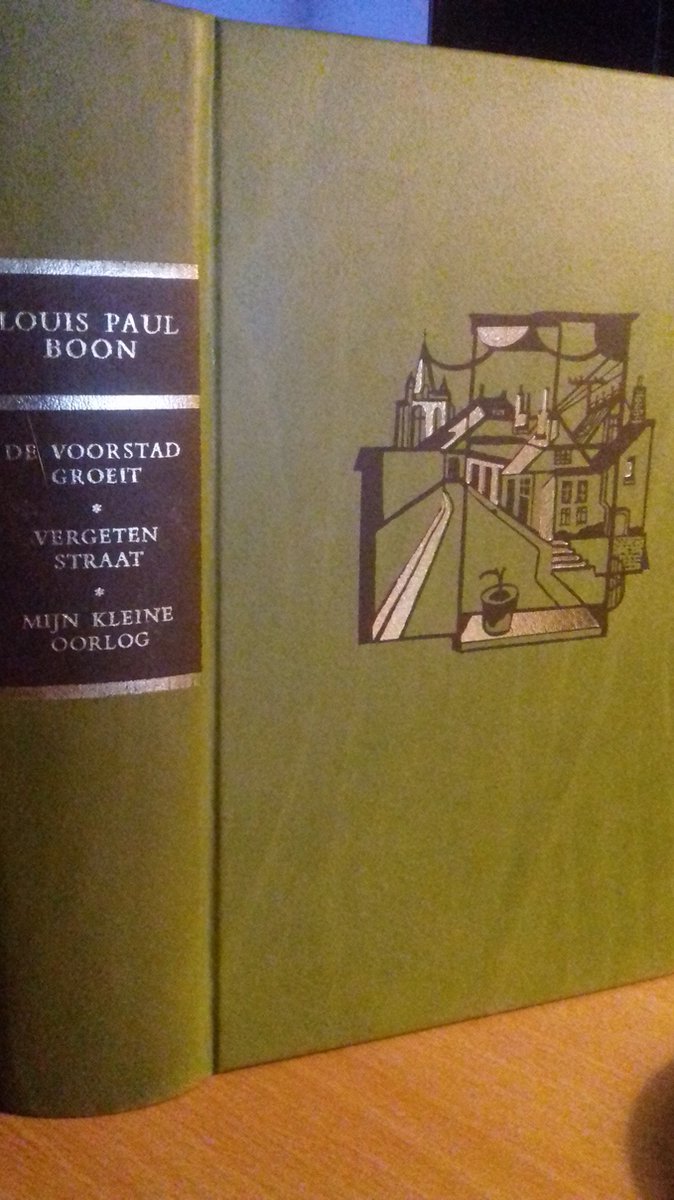 LOUIS PAUL
BOON
DE VOORSTAD
GROEIT
*
VERGETEN
STRAAT
*
MIJN KLEINE
OORLOG